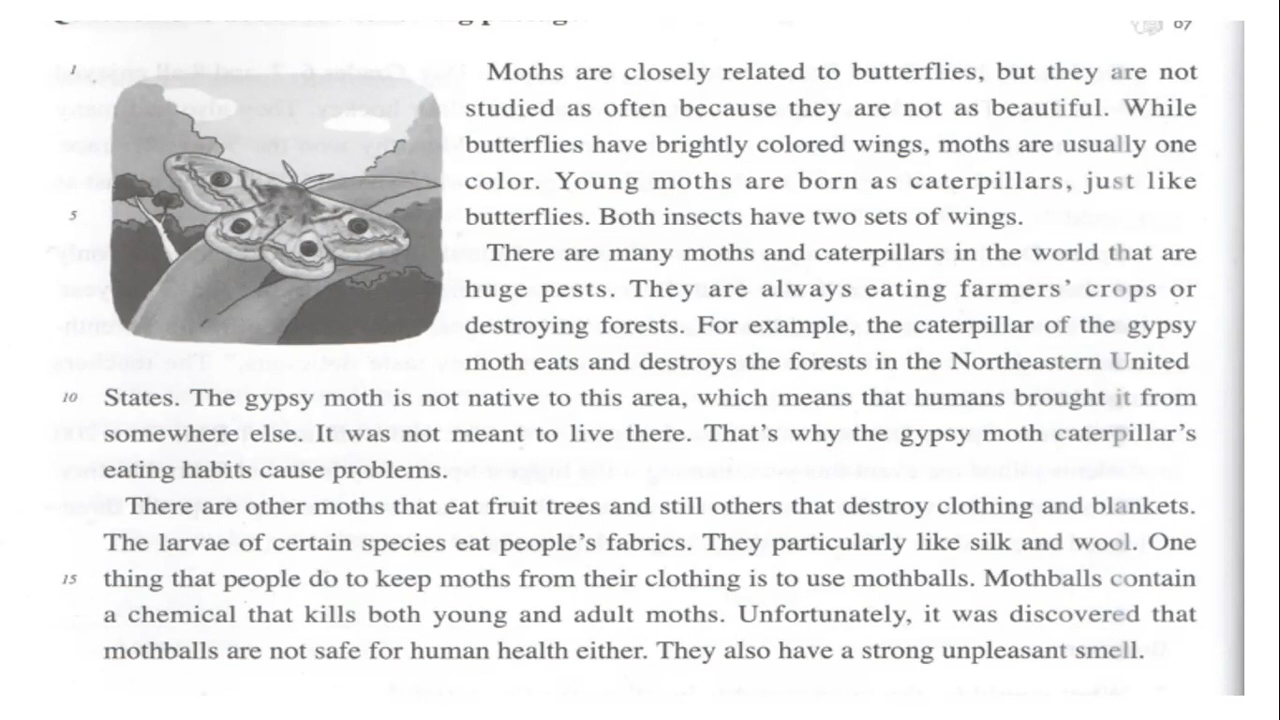 67
1
Moths are closely related to butterflies, but they are not
studied as often because they are not as beautiful. While
butterflies have brightly colored wings, moths are usually one
color. Young moths are born as caterpillars, just like
5
butterflies. Both insects have two sets of wings.
There are many moths and caterpillars in the world that are
huge pests. They are always eating farmers' crops or
destroying forests. For example, the caterpillar of the gypsy
moth eats and destroys the forests in the Northeastern United
10 States. The gypsy moth is not native to this area, which means that humans brought it from
somewhere else. It was not meant to live there. That's why the gypsy moth caterpillar's
eating habits cause problems.
There are other moths that eat fruit trees and still others that destroy clothing and blankets.
The larvae of certain species eat people's fabrics. They particularly like silk and wool. One
15 thing that people do to keep moths from their clothing is to use mothballs. Mothballs contain
a chemical that kills both young and adult moths. Unfortunately, it was discovered that
mothballs are not safe for human health either. They also have a strong unpleasant smell.